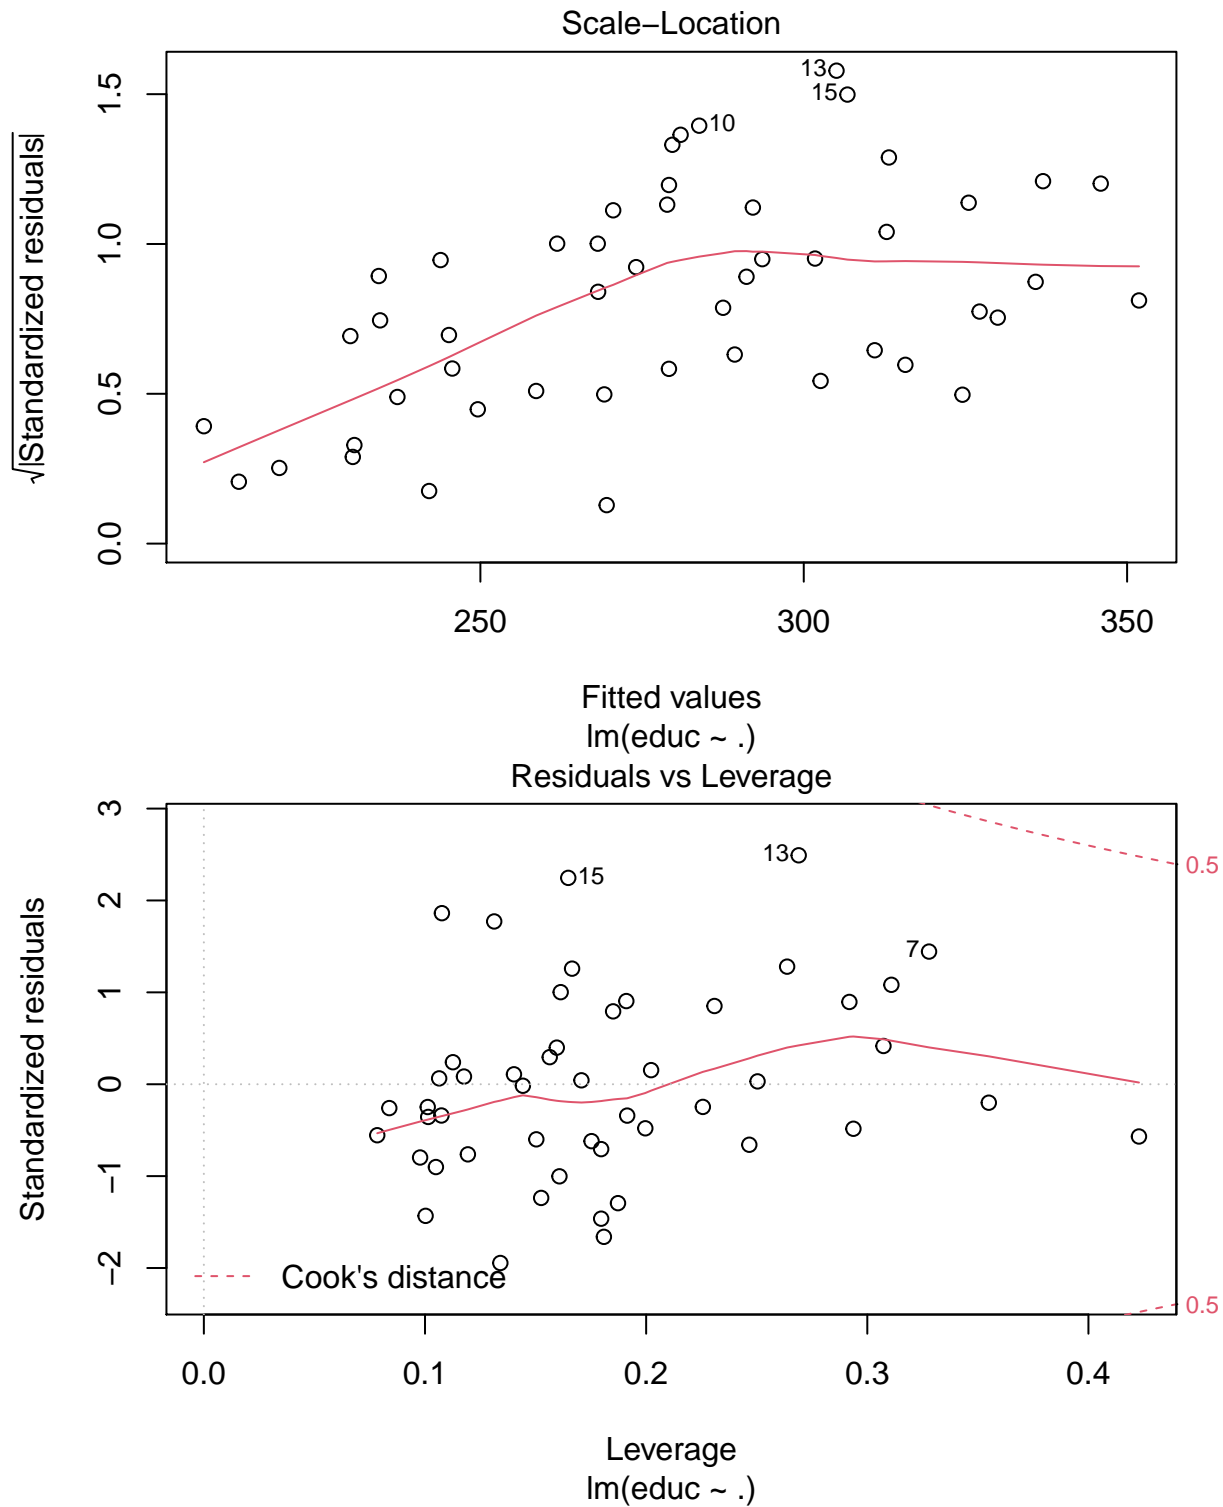 Scale−Location
√|Standardized residuals|
1.5
1.0
0.5
0.0
13
15
10
250 300 350
Fitted values
lm(educ ~ .)
Residuals vs Leverage
Standardized residuals
3
2
1
0
−1
−2
13
15
7
0.5
0.5
Cook's distance
0.0 0.1 0.2 0.3 0.4
Leverage
lm(educ ~ .)